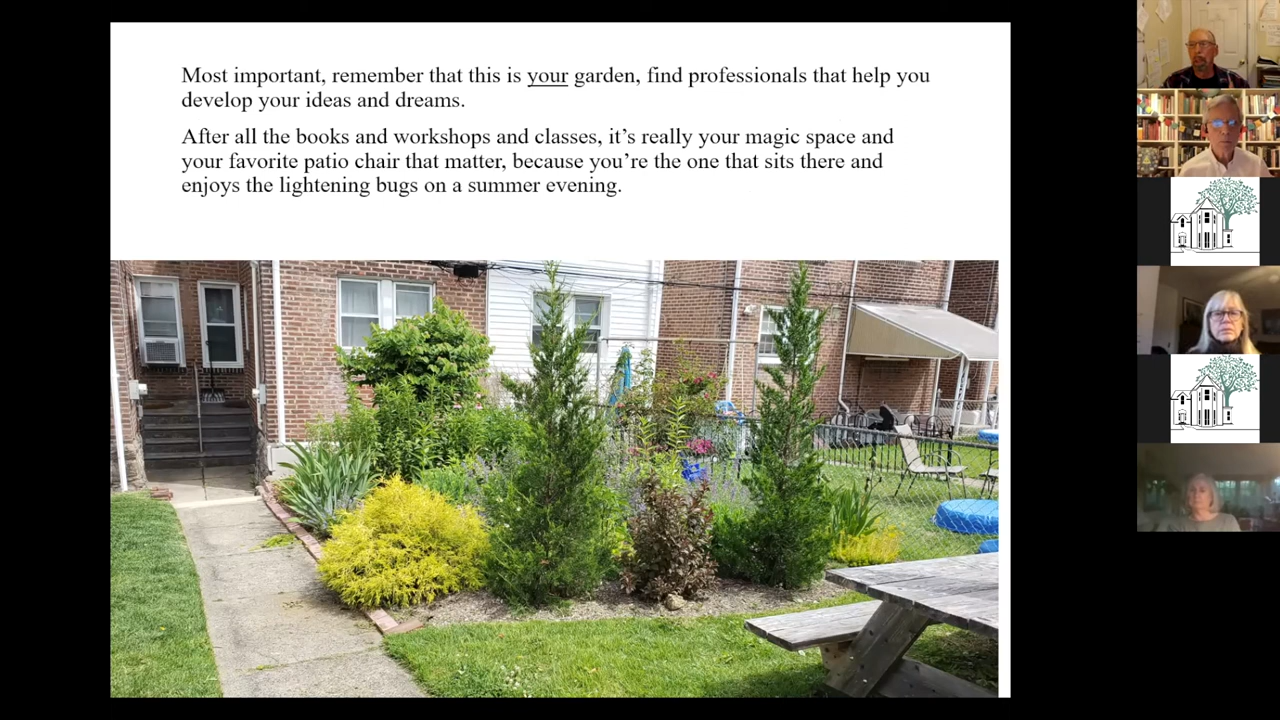 Most important, remember that this is your garden, find professionals that help you
develop your ideas and dreams.
After all the books and workshops and classes, it’s really your magic space and
your favorite patio chair that matter, because you’re the one that sits there and
enjoys the lightening bugs on a summer evening.